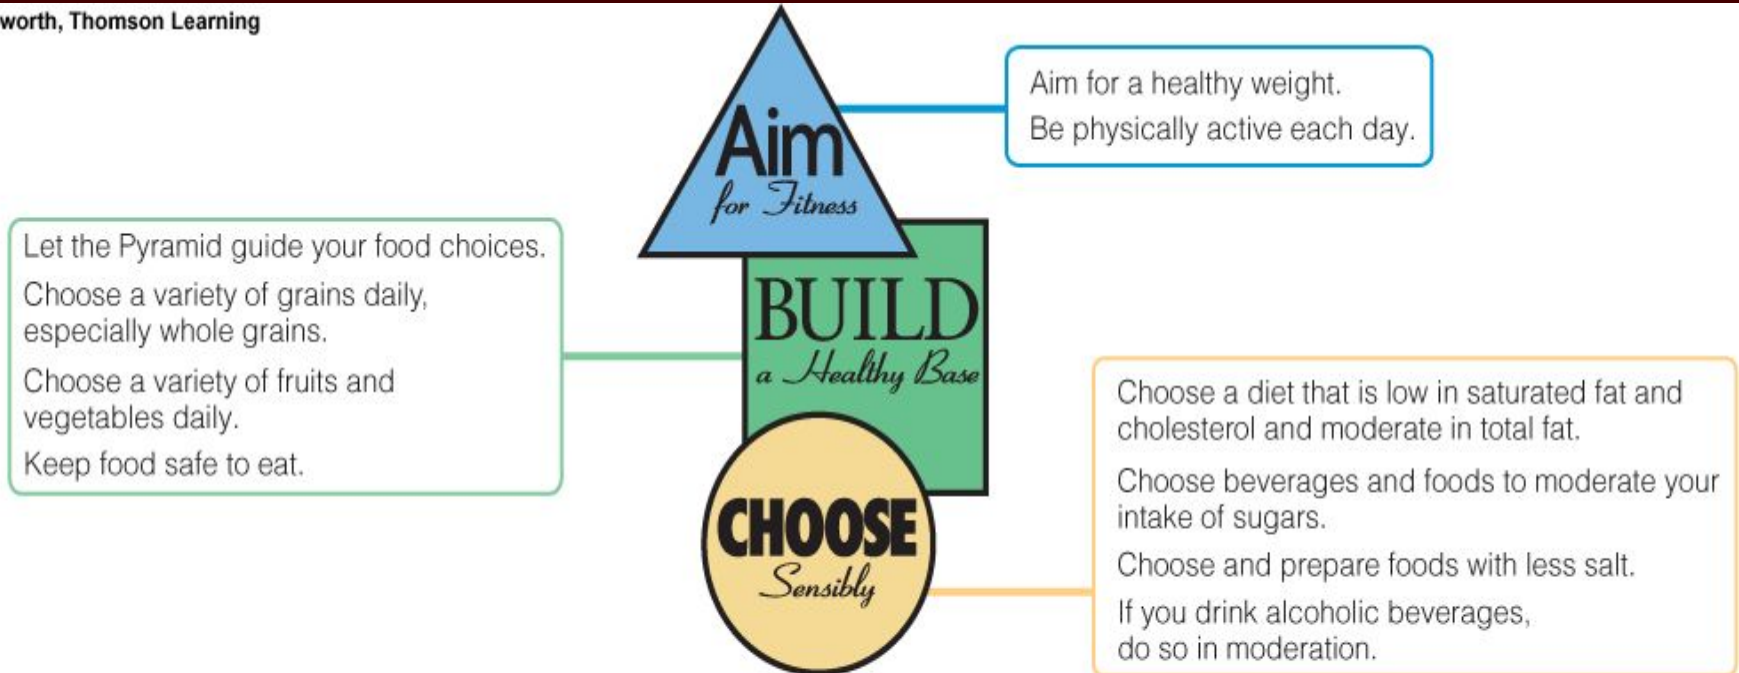 worth, Thomson Learning
Aim
for Fitness
Aim for a healthy weight.
Be physically active each day.
BUILD
a Healthy Base
Let the Pyramid guide your food choices.
Choose a variety of grains daily,
especially whole grains.
Choose a variety of fruits and
vegetables daily.
Keep food safe to eat.
CHOOSE
Sensibly
Choose a diet that is low in saturated fat and
cholesterol and moderate in total fat.
Choose beverages and foods to moderate your
intake of sugars.
Choose and prepare foods with less salt.
If you drink alcoholic beverages,
do so in moderation.